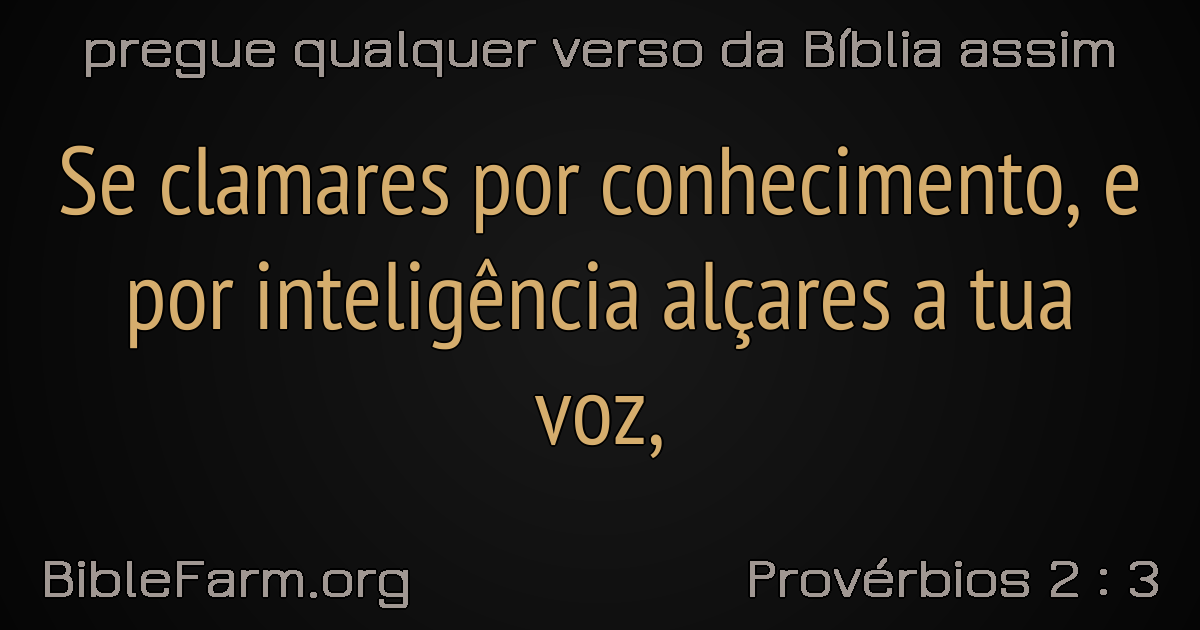 pregue qualquer verso da Bíblia assim
Se clamares por conhecimento, e
por inteligência alçares a tua
voz,
BibleFarm.org
Provérbios 2 : 3